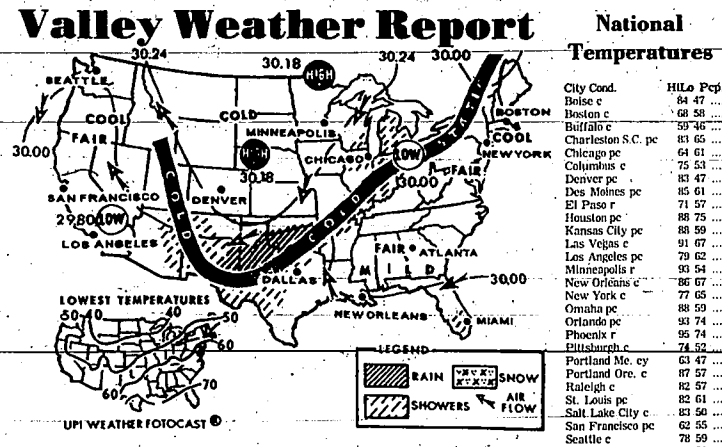 Valley Weather Report
30.24
30.18
HIGH
30.24
30.00
SEATTLE
COOL
FAIR
COLD
MINNEAPOLIS
STATIC
BOSTON
COOL
30.00
HIGH
30.18
CHICAGO
LOW
30.00
NEW YORK
FAIR
SAN FRANCISCO
DENVER
COLD
COLD
2980
LOW
LOS ANGELES
FAIR
ATLANTA
MILD
DALLAS
30.00
NEW ORLEANS
MIAMI
LOWEST TEMPERATURES
50
40
40
50
60
60
70
UPI WEATHER FOTOCAST ®
LEGEND
RAIN
SNOW
SHOWERS
AIR FLOW
National
Temperatures
City Cond. Hi Lo Pcp
Boise c 84 47 ...
Boston c 68 58 ...
Buffalo c 59 46 ...
Charleston S.C. pc 83 65 ...
Chicago pc 64 61 ...
Columbus c 75 53 ...
Denver pc 83 47 ...
Des Moines pc 85 61 ...
El Paso r 71 57 ...
Houston pc 88 75 ...
Kansas City pc 88 59 ...
Las Vegas c 91 67 ...
Los Angeles pc 79 62 ...
Minneapolis r 93 54 ...
New Orleans c 86 67 ...
New York c 77 65 ...
Omaha pc 88 59 ...
Orlando pc 93 74 ...
Phoenix r 95 74 ...
Pittsburgh c 74 52 ...
Portland Me. cy 63 47 ...
Portland Ore. c 87 57 ...
Raleigh c 82 57 ...
St. Louis pc 82 61 ...
Salt Lake City c 83 50 ...
San Francisco pc 62 55 ...
Seattle c 78 59 ...